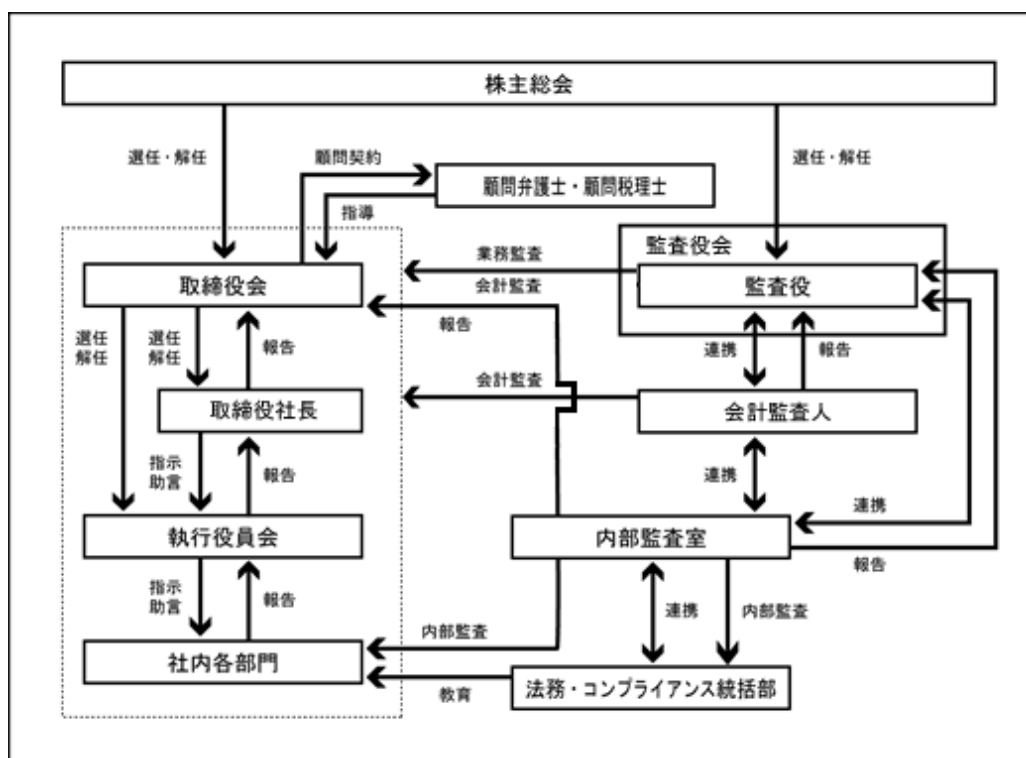 株主総会
選任・解任
顧問契約
選任・解任
顧問弁護士・顧問税理士
指導
監査役会
業務監査
取締役会
会計監査
監査役
報告
選任
解任
選任
解任
報告
連携
報告
会計監査
取締役社長
会計監査人
指示
助言
報告
連携
連携
執行役員会
内部監査室
報告
指示
助言
報告
連携
内部監査
内部監査
社内各部門
教育
法務・コンプライアンス統括部